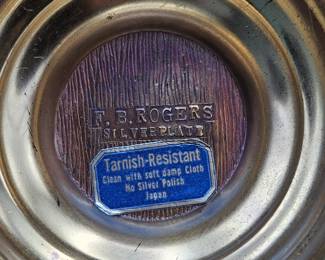 F. B. ROGERS
SILVERPLATE
Tarnish-Resistant
Clean with soft damp Cloth
No Silver Polish
Japan